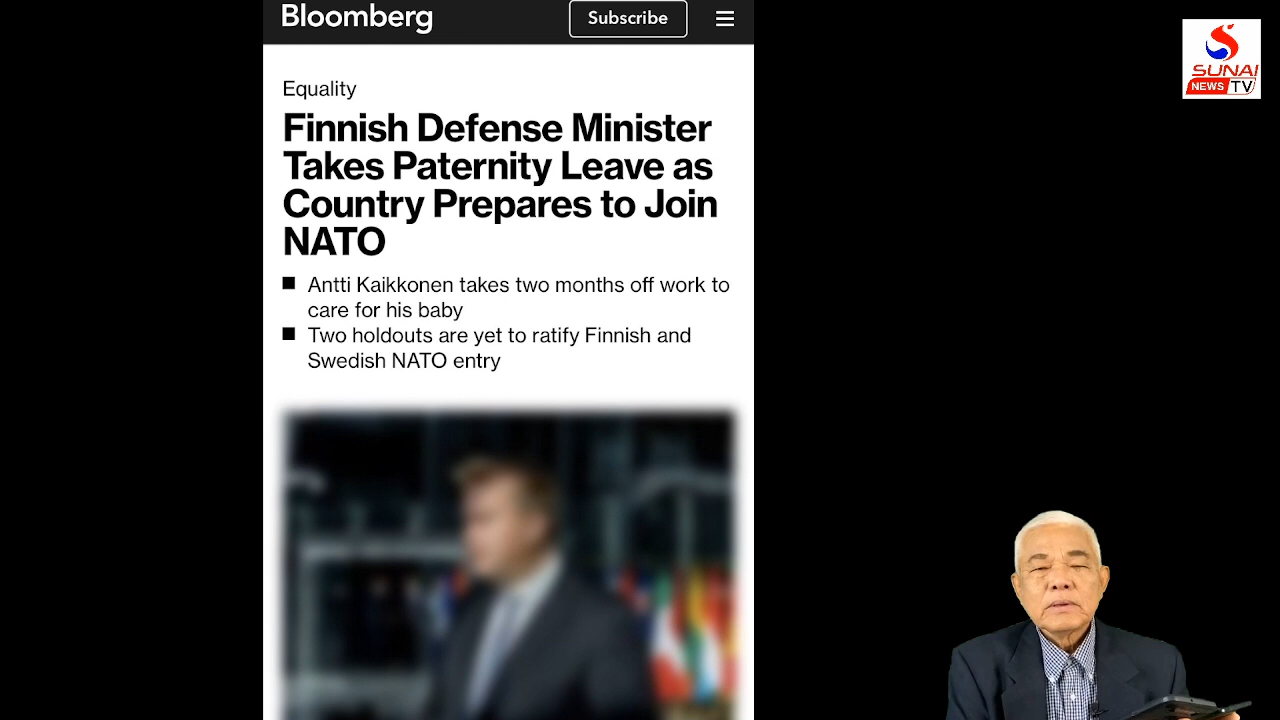 Bloomberg
Subscribe
Equality
Finnish Defense Minister
Takes Paternity Leave as
Country Prepares to Join
NATO
Antti Kaikkonen takes two months off work to
care for his baby
Two holdouts are yet to ratify Finnish and
Swedish NATO entry
SUNAI
NEWS TV